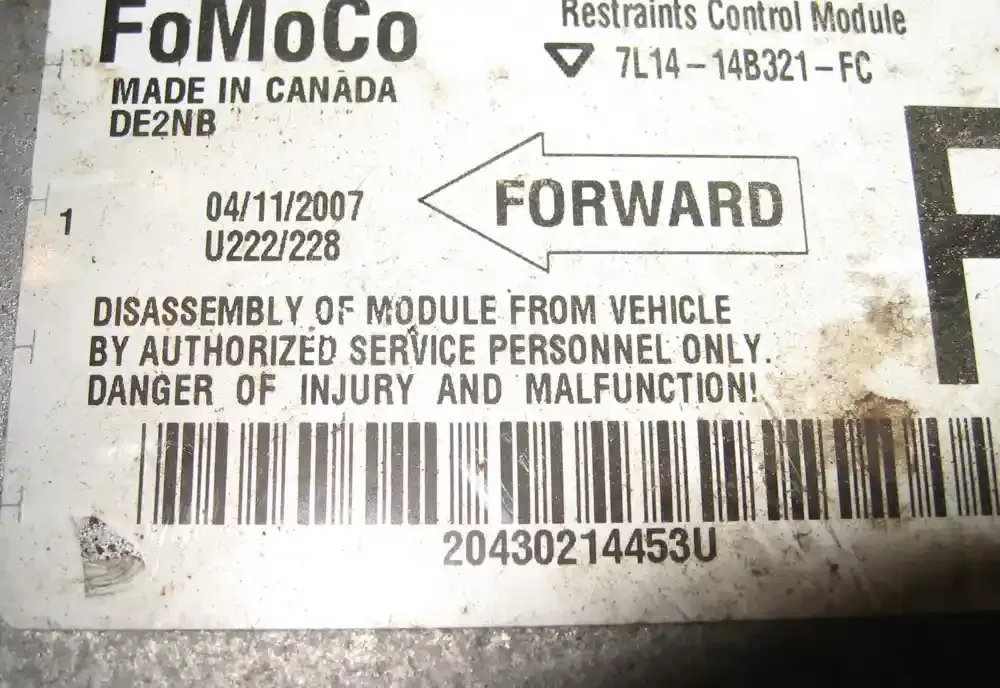 FoMoCo
Restraints Control Module
7L14-14B321-FC
MADE IN CANADA
DE2NB
F
FORWARD
1
04/11/2007
U222/228
DISASSEMBLY OF MODULE FROM VEHICLE
BY AUTHORIZED SERVICE PERSONNEL ONLY.
DANGER OF INJURY AND MALFUNCTION!
20430214453U